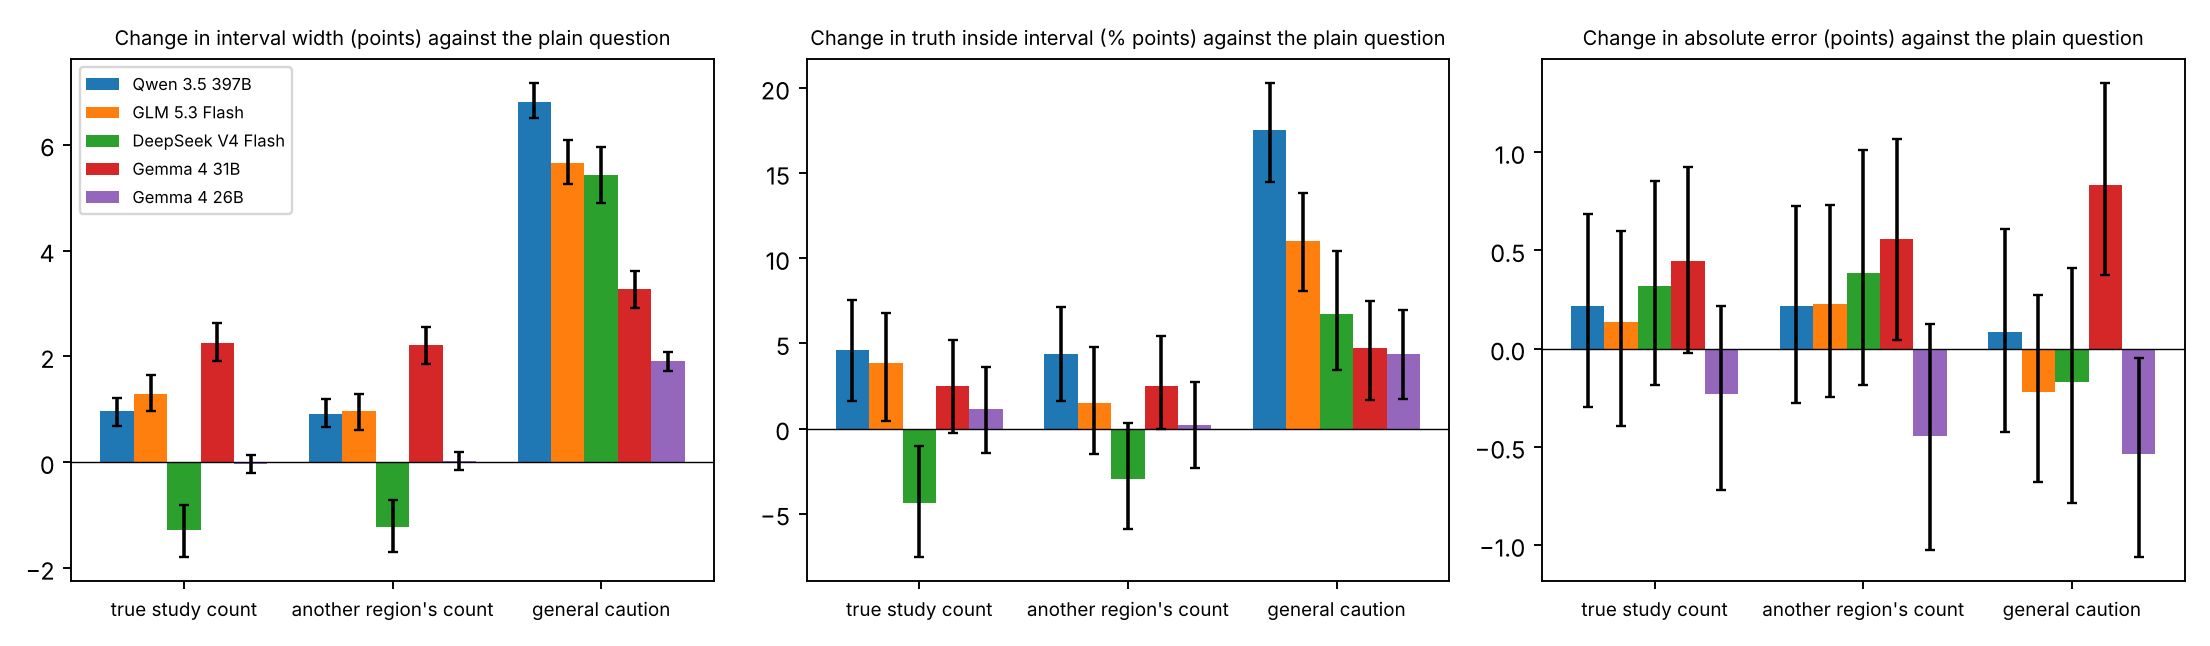 Change in interval width (points) against the plain question
Qwen 3.5 397B
GLM 5.3 Flash
DeepSeek V4 Flash
Gemma 4 31B
Gemma 4 26B
6
4
2
0
−2
true study count
another region's count
general caution
Change in truth inside interval (% points) against the plain question
20
15
10
5
0
−5
true study count
another region's count
general caution
Change in absolute error (points) against the plain question
1.0
0.5
0.0
−0.5
−1.0
true study count
another region's count
general caution